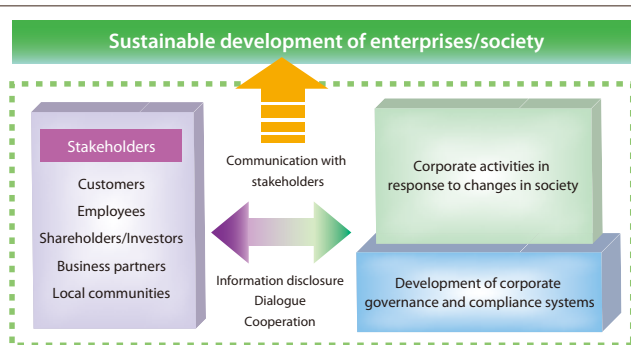 Sustainable development of enterprises/society
Stakeholders
Customers
Employees
Shareholders/Investors
Business partners
Local communities
Communication with
stakeholders
Information disclosure
Dialogue
Cooperation
Corporate activities in
response to changes in society
Development of corporate
governance and compliance systems